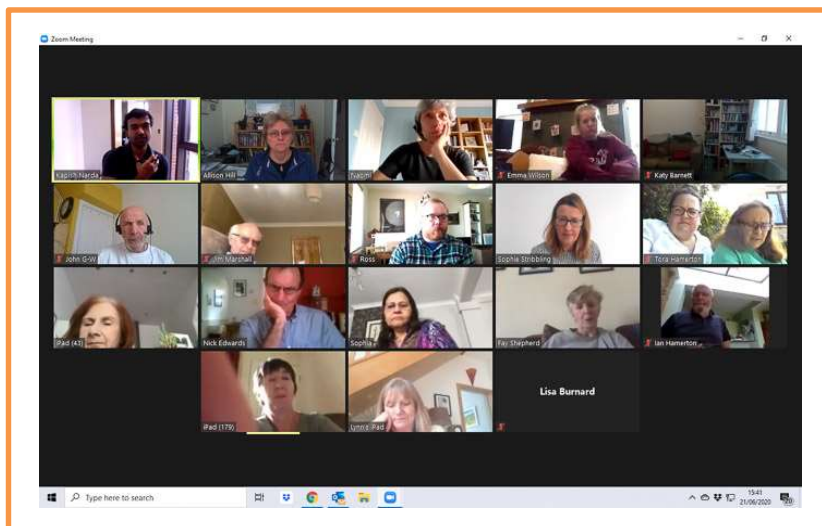 Zoom Meeting
Kapish Narda
Allison Hill
Naomi
Emma Wilson
Katy Barnett
John G-W
Jim Marshall
Ross
Sophie Stribbling
Tora Hamerton
iPad (43)
Nick Edwards
Sophia
Fay Shepherd
Ian Hamerton
iPad (179)
Lynn's iPad
Lisa Burnard
Type here to search
15:41
21/06/2020
20